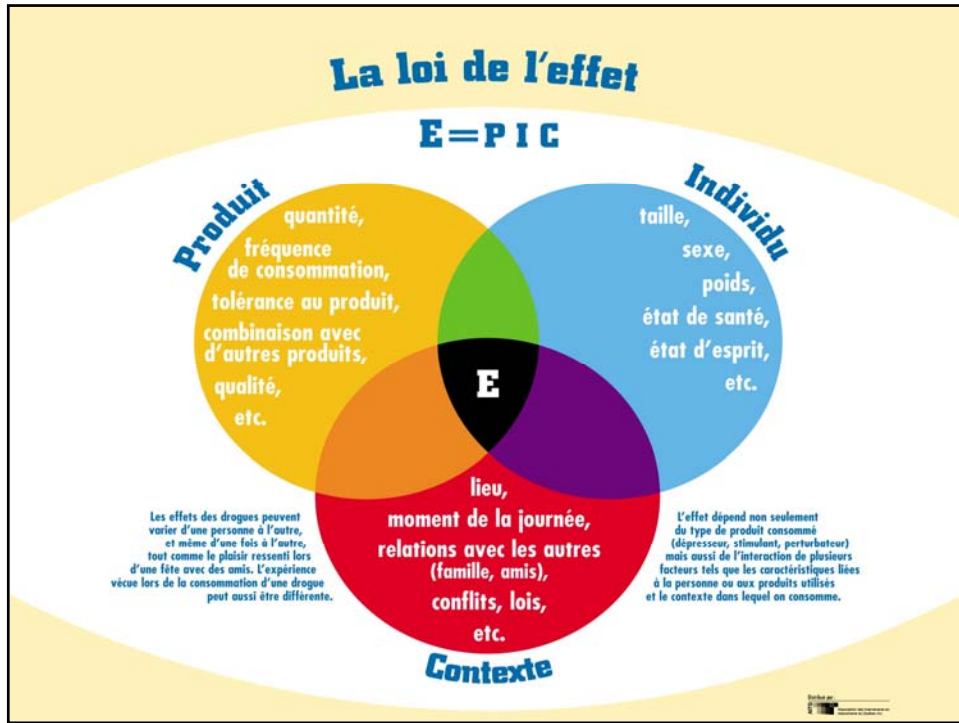 La loi de l'effet
E=PIC
Produit
quantité,
fréquence
de consommation,
tolérance au produit,
combinaison avec
d'autres produits,
qualité,
etc.
Individu
taille,
sexe,
poids,
état de santé,
état d'esprit,
etc.
E
lieu,
moment de la journée,
relations avec les autres
(famille, amis),
conflits, lois,
etc.
Contexte
Les effets des drogues peuvent
varier d'une personne à l'autre,
et même d'une fois à l'autre,
tout comme le plaisir ressenti lors
d'une fête avec des amis. L'expérience
vécue lors de la consommation d'une drogue
peut aussi être différente.
L'effet dépend non seulement
du type de produit consommé
(dépresseur, stimulant, perturbateur)
mais aussi de l'interaction de plusieurs
facteurs tels que les caractéristiques liées
à la personne ou aux produits utilisés
et le contexte dans lequel on consomme.
Distribué par :